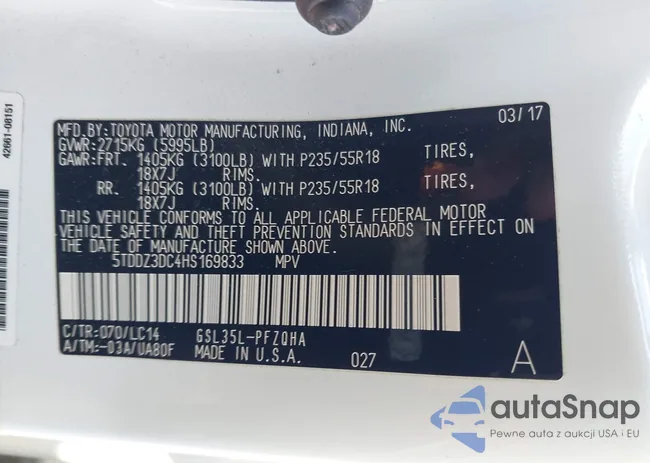 42661-08151
MFD.BY:TOYOTA MOTOR MANUFACTURING, INDIANA, INC. 03/17
GVWR:2715KG (5995LB)
GAWR:FRT. 1405KG (3100LB) WITH P235/55R18 TIRES,
18X7J RIMS.
RR. 1405KG (3100LB) WITH P235/55R18 TIRES,
18X7J RIMS.
THIS VEHICLE CONFORMS TO ALL APPLICABLE FEDERAL MOTOR
VEHICLE SAFETY AND THEFT PREVENTION STANDARDS IN EFFECT ON
THE DATE OF MANUFACTURE SHOWN ABOVE.
5TDDZ3DC4HS169833 MPV
C/TR:070/LC14 GSL35L-PFZQHA
A/TM:-03A/UA80F MADE IN U.S.A. 027 A
autaSnap
Pewne auta z aukcji USA i EU